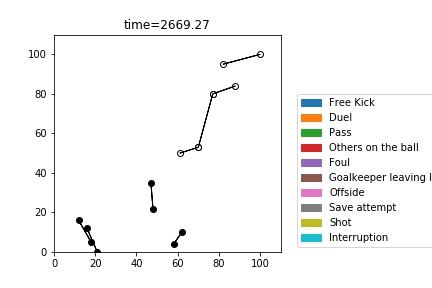 time=2669.27
100
80
60
40
20
0
0 20 40 60 80 100
Free Kick
Duel
Pass
Others on the ball
Foul
Goalkeeper leaving l
Offside
Save attempt
Shot
Interruption